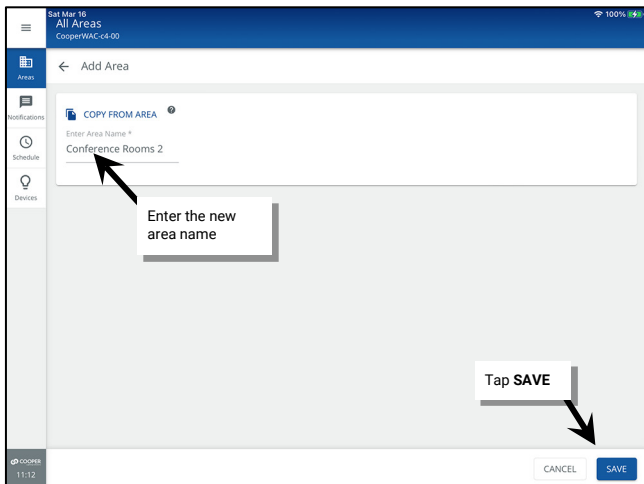 Sat Mar 16
100%
All Areas
CooperWAC-c4-00
Areas
← Add Area
Notifications
COPY FROM AREA ?
Enter Area Name *
Schedule
Conference Rooms 2
Devices
Enter the new
area name
Tap SAVE
COOPER
11:12
CANCEL
SAVE